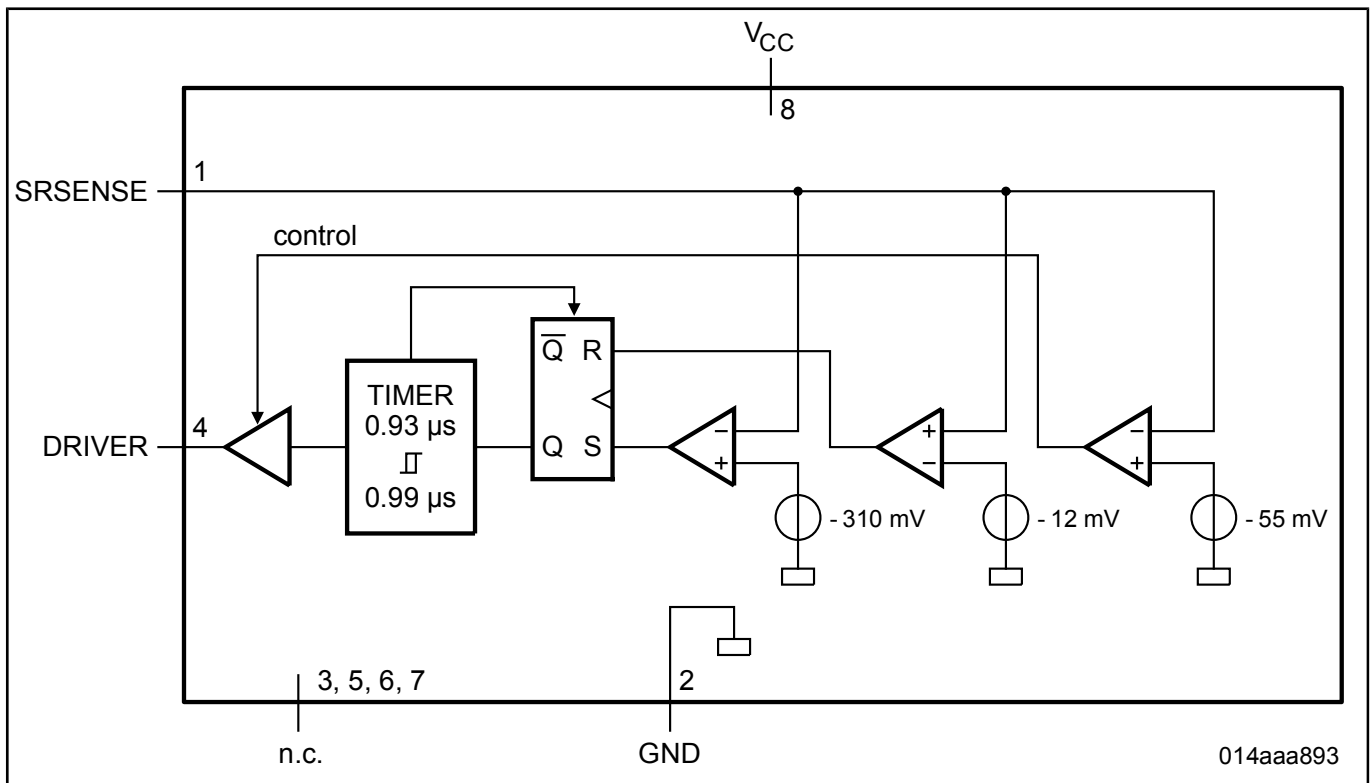 VCC
8
1
SRSENSE
control
Q R
TIMER
0.93 µs
0.99 µs
4
DRIVER
Q S
−
+
+
−
−
+
- 310 mV
- 12 mV
- 55 mV
3, 5, 6, 7
2
n.c.
GND
014aaa893